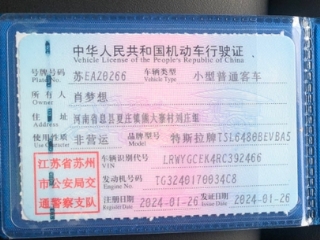 中华人民共和国机动车行驶证
Vehicle License of the People's Republic of China
号牌号码 苏EAZ0266 车辆类型 小型普通客车
Plate No. Vehicle Type
所有人 肖梦想
Owner
住址 河南省息县夏庄镇
Address
使用性质 非营运 品牌型号 特斯拉牌TSL6480BEVBA5
江苏省苏州 车辆识别代号 LRWYGCEK4RC392466
VIN
市公安局交 发动机号码 TG3240170034C8
Engine No.
通警察支队 注册日期 2024-01-26 发证日期 2024-01-26
Register Date Issue Date